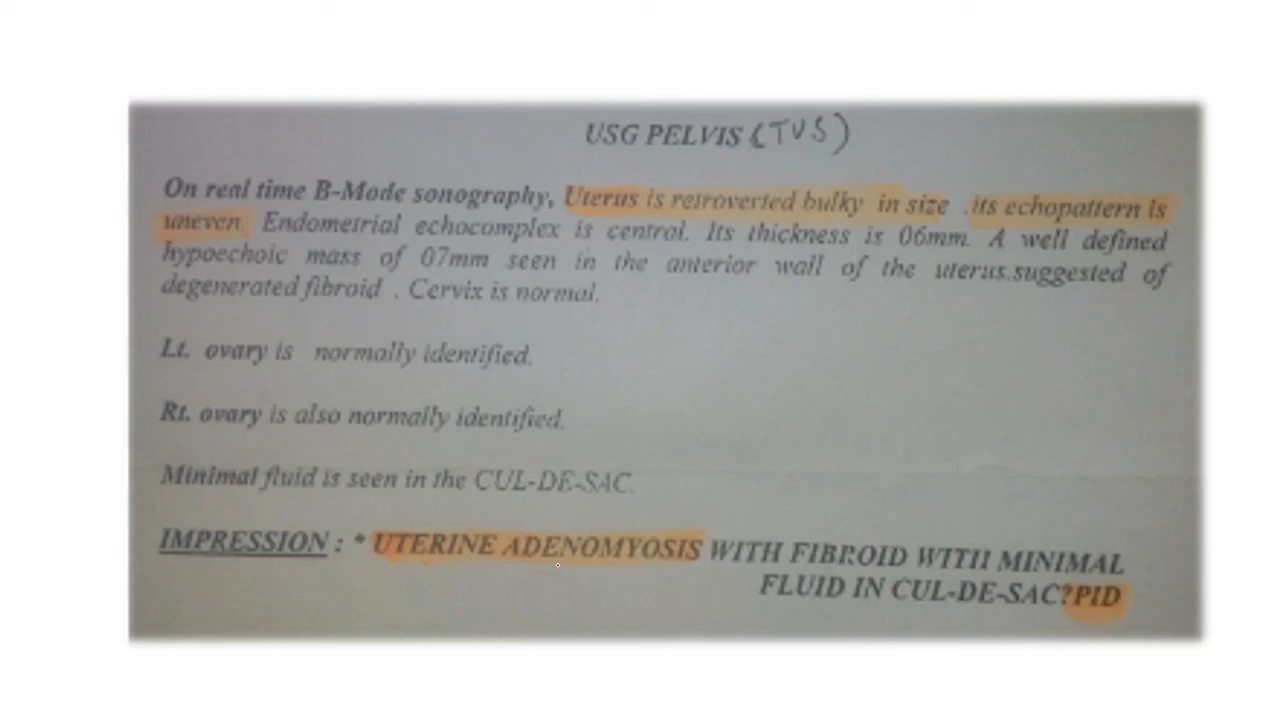 USG PELVIS (TVS)
On real time B-Mode sonography, Uterus is retroverted bulky in size .its echopattern is
uneven. Endometrial echocomplex is central. Its thickness is 06mm. A well defined
hypoechoic mass of 07mm seen in the anterior wall of the uterus.suggested of
degenerated fibroid . Cervix is normal.
Lt. ovary is normally identified.
Rt. ovary is also normally identified.
Minimal fluid is seen in the CUL-DE-SAC.
IMPRESSION : * UTERINE ADENOMYOSIS WITH FIBROID WITH MINIMAL
FLUID IN CUL-DE-SAC?PID